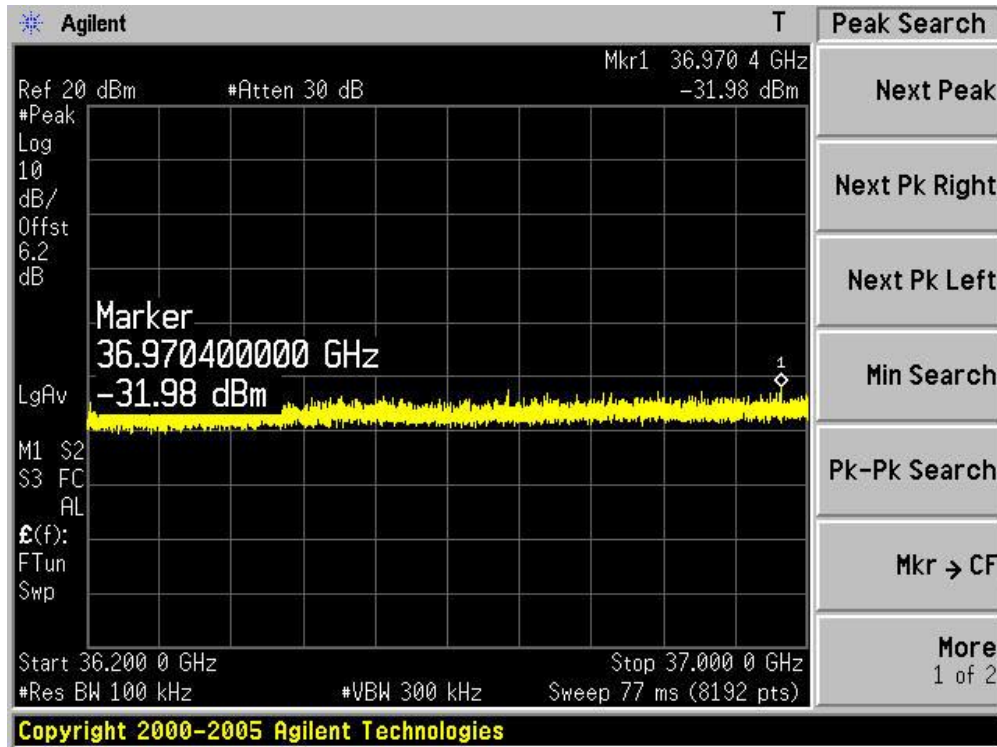 Agilent T
Mkr1 36.970 4 GHz
Ref 20 dBm #Atten 30 dB -31.98 dBm
#Peak
Log
10
dB/
Offst
6.2
dB
Marker
36.970400000 GHz
-31.98 dBm
1
LgAv
M1 S2
S3 FC
AL
£(f):
FTun
Swp
Start 36.200 0 GHz Stop 37.000 0 GHz
#Res BW 100 kHz #VBW 300 kHz Sweep 77 ms (8192 pts)
Copyright 2000-2005 Agilent Technologies
Peak Search
Next Peak
Next Pk Right
Next Pk Left
Min Search
Pk-Pk Search
Mkr → CF
More
1 of 2